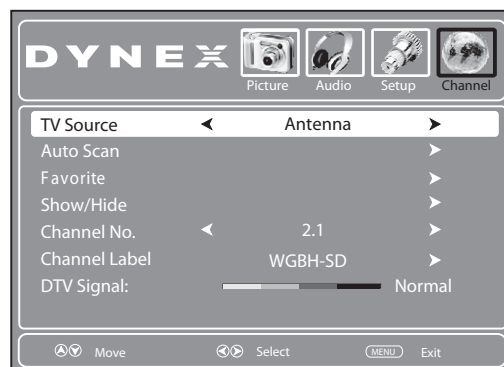 DYNEX
Picture Audio Setup Channel
TV Source Antenna
Auto Scan
Favorite
Show/Hide
Channel No. 2.1
Channel Label WGBH-SD
DTV Signal: Normal
Move Select MENU Exit